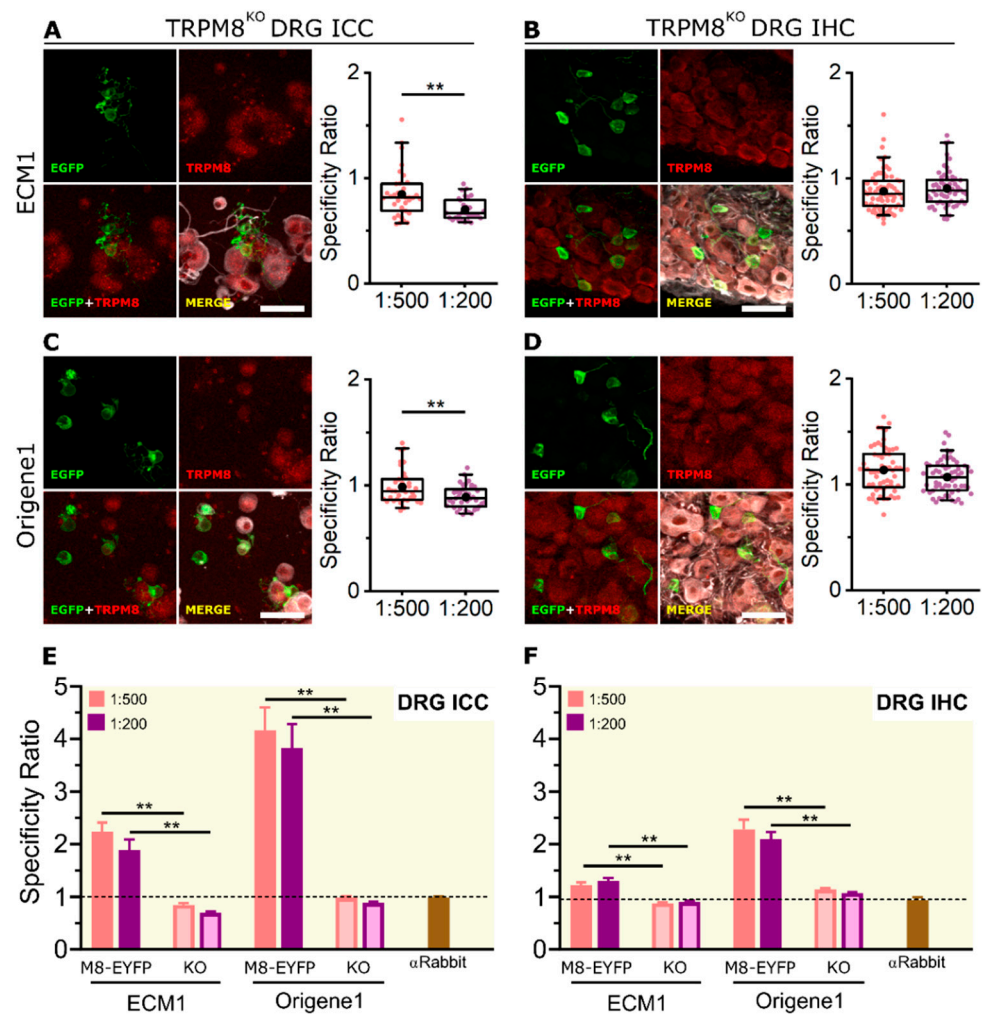 A
TRPM8KO DRG ICC
B
TRPM8KO DRG IHC
ECM1
EGFP
TRPM8
EGFP+TRPM8
MERGE
Specificity Ratio
2
1
0
**
1:500 1:200
EGFP
TRPM8
EGFP+TRPM8
MERGE
Specificity Ratio
2
1
0
1:500 1:200
C
D
Origene1
EGFP
TRPM8
EGFP+TRPM8
MERGE
Specificity Ratio
2
1
0
**
1:500 1:200
EGFP
TRPM8
EGFP+TRPM8
MERGE
Specificity Ratio
2
1
0
1:500 1:200
E
Specificity Ratio
5
4
3
2
1
0
1:500
1:200
DRG ICC
**
**
**
**
M8-EYFP KO M8-EYFP KO αRabbit
ECM1 Origene1
F
5
4
3
2
1
0
1:500
1:200
DRG IHC
**
**
**
**
M8-EYFP KO M8-EYFP KO αRabbit
ECM1 Origene1